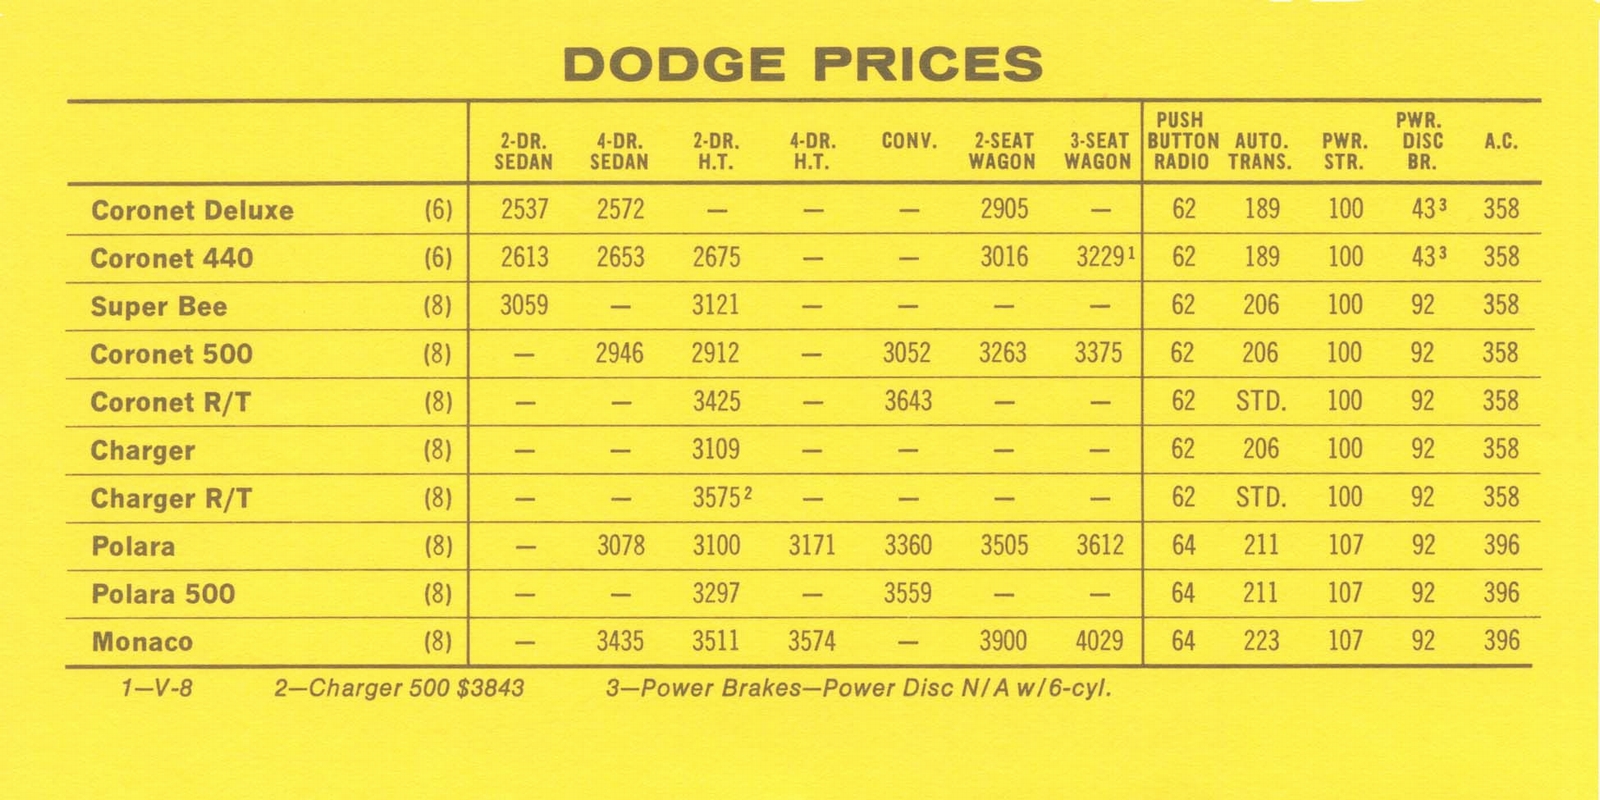 DODGE PRICES
2-DR. SEDAN 4-DR. SEDAN 2-DR. H.T. 4-DR. H.T. CONV. 2-SEAT WAGON 3-SEAT WAGON PUSH BUTTON RADIO AUTO. TRANS. PWR. STR. PWR. DISC BR. A.C.
Coronet Deluxe (6) 2537 2572 — — — 2905 — 62 189 100 43³ 358
Coronet 440 (6) 2613 2653 2675 — — 3016 3229¹ 62 189 100 43³ 358
Super Bee (8) 3059 — 3121 — — — — 62 206 100 92 358
Coronet 500 (8) — 2946 2912 — 3052 3263 3375 62 206 100 92 358
Coronet R/T (8) — — 3425 — 3643 — — 62 STD. 100 92 358
Charger (8) — — 3109 — — — — 62 206 100 92 358
Charger R/T (8) — — 3575² — — — — 62 STD. 100 92 358
Polara (8) — 3078 3100 3171 3360 3505 3612 64 211 107 92 396
Polara 500 (8) — — 3297 — 3559 — — 64 211 107 92 396
Monaco (8) — 3435 3511 3574 — 3900 4029 64 223 107 92 396
1—V-8 2—Charger 500 $3843 3—Power Brakes—Power Disc N/A w/6-cyl.